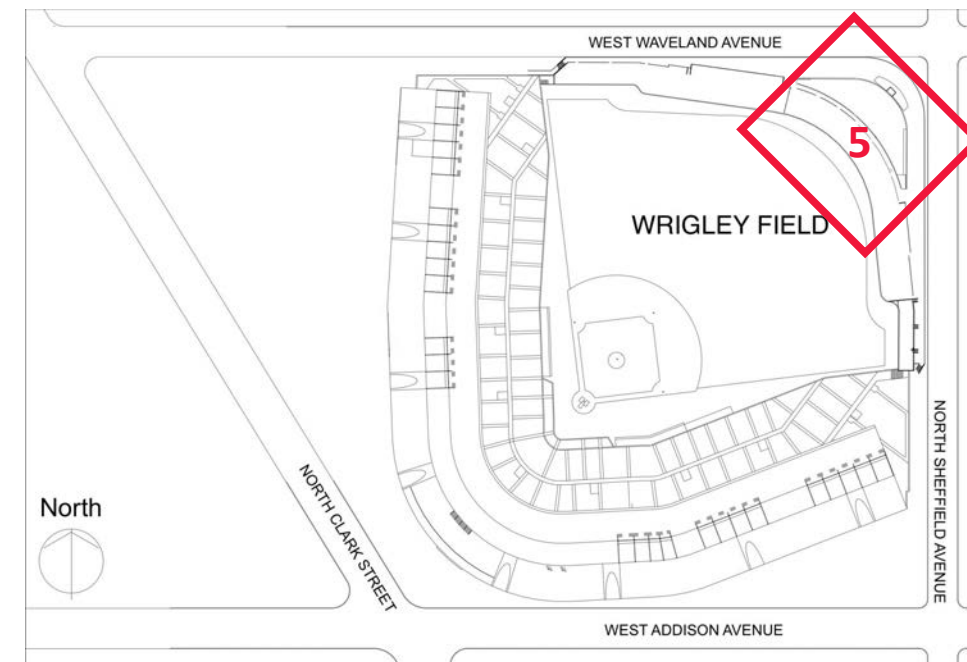 WEST WAVELAND AVENUE
5
WRIGLEY FIELD
NORTH SHEFFIELD AVENUE
North
NORTH CLARK STREET
WEST ADDISON AVENUE